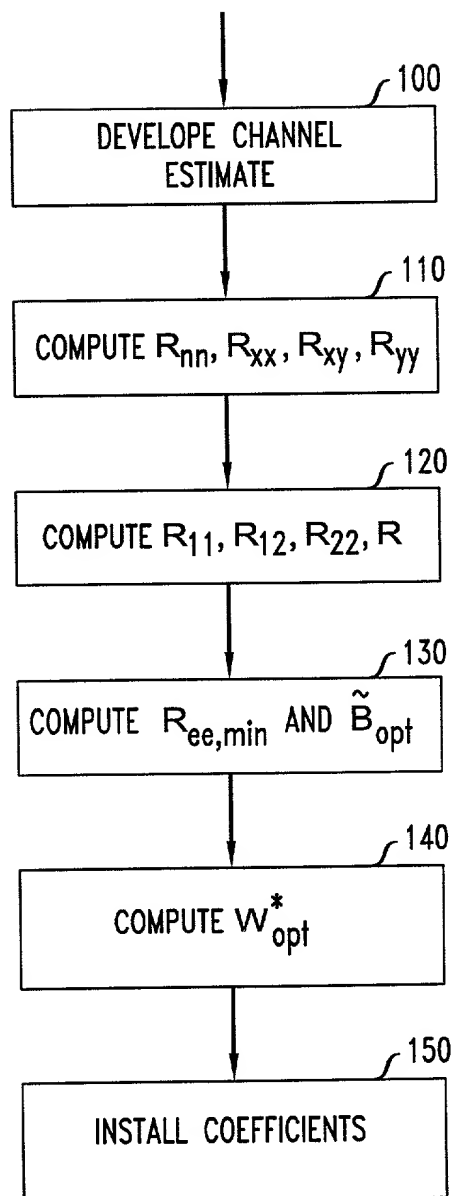 100
DEVELOPE CHANNEL
ESTIMATE
110
COMPUTE Rnn, Rxx, Rxy, Ryy
120
COMPUTE R11, R12, R22, R
130
COMPUTE Ree,min AND B̃opt
140
COMPUTE W*opt
150
INSTALL COEFFICIENTS